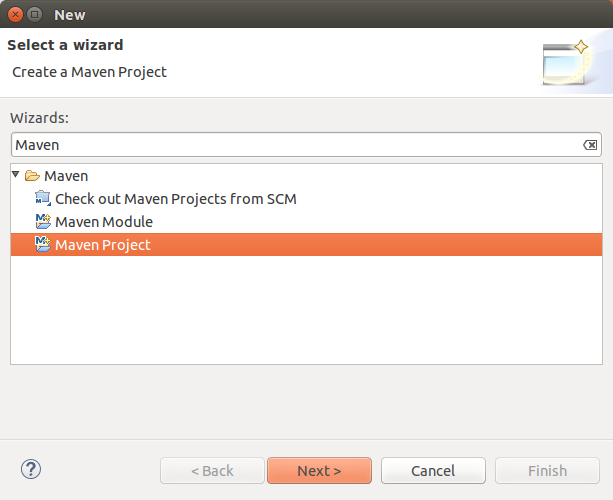 New
Select a wizard
Create a Maven Project
Wizards:
Maven
Maven
Check out Maven Projects from SCM
Maven Module
Maven Project
? < Back Next > Cancel Finish